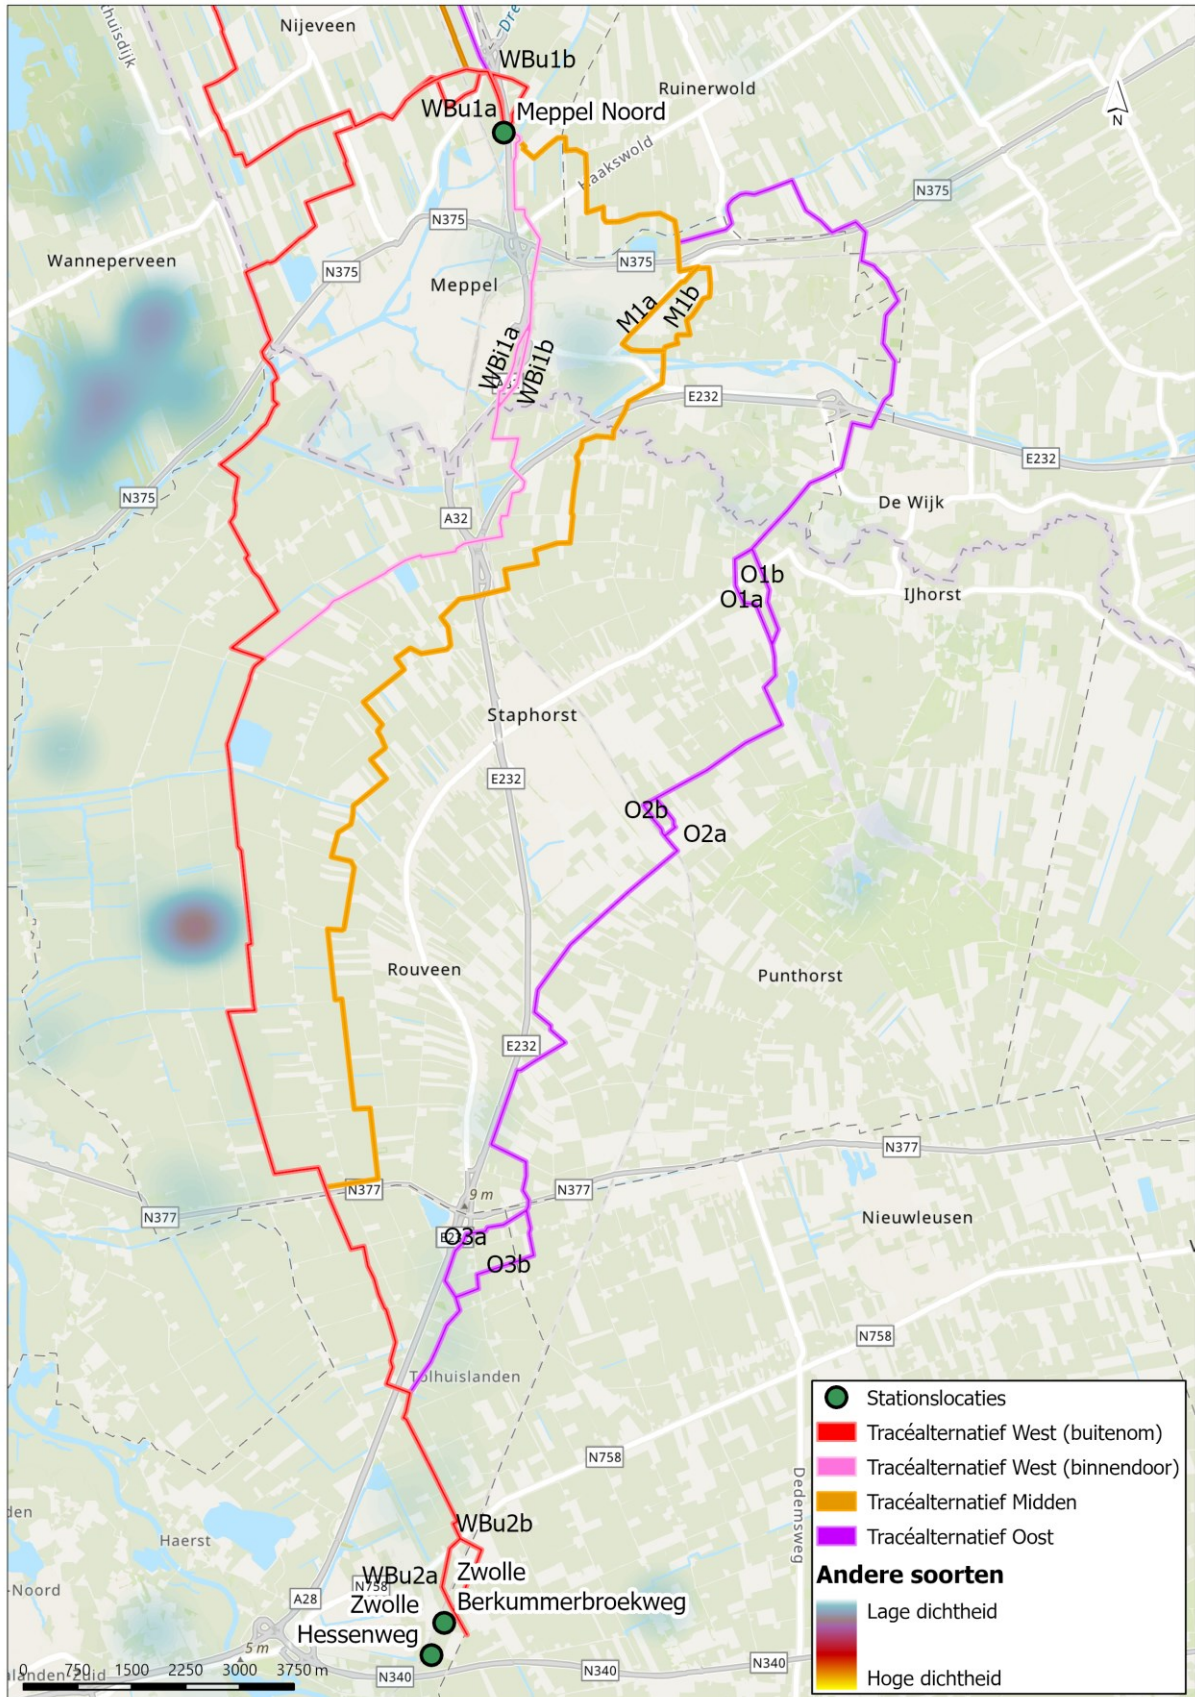 Nijeveen
WBu1b
Ruinerwold
WBu1a
Meppel Noord
N
Haakswold
N375
N375
Wanneperveen
N375
N375
Meppel
M1a
M1b
WBi1a
WBi1b
E232
E232
N375
De Wijk
A32
O1b
O1a
IJhorst
Staphorst
E232
O2b
O2a
Rouveen
Punthorst
E232
N377
N377
9 m
N377
N377
Nieuwleusen
O3a
O3b
N758
Tolhuislanden
N758
Dedemsweg
WBu2b
Haerst
WBu2a
Zwolle
N758
Berkummerbroekweg
A28
Zwolle
Hessenweg
-Noord
5 m
N340
N340
N340
0 750 1500 2250 3000 3750 m
Stationslocaties
Tracéalternatief West (buitenom)
Tracéalternatief West (binnendoor)
Tracéalternatief Midden
Tracéalternatief Oost
Andere soorten
Lage dichtheid
Hoge dichtheid